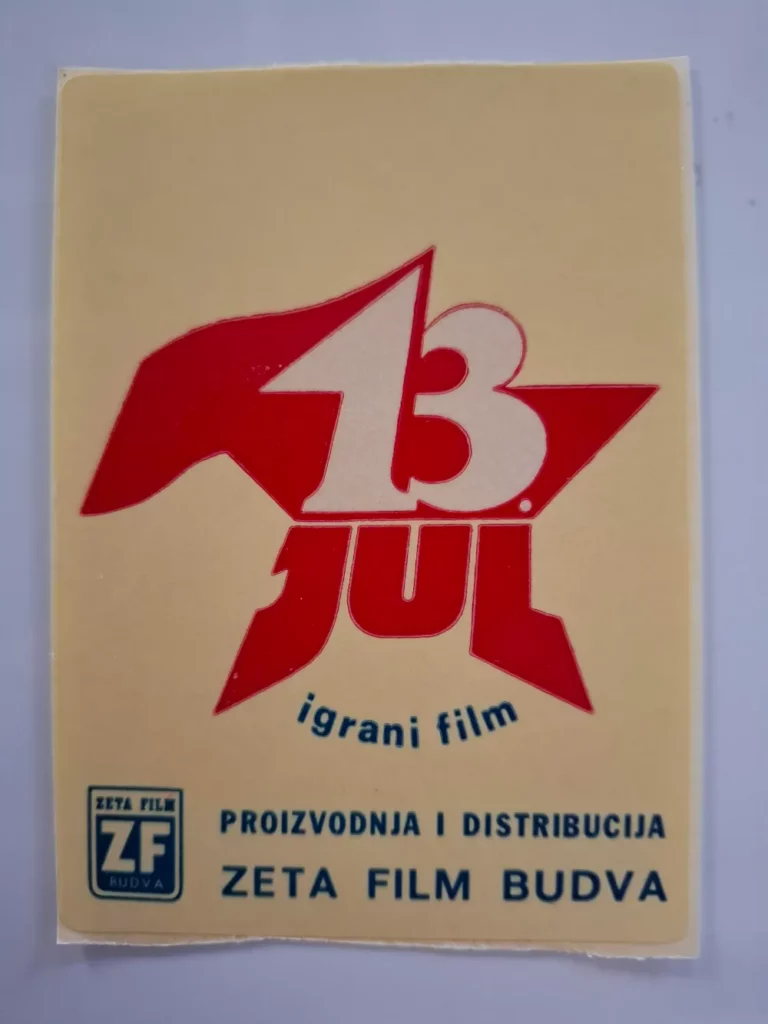 13.
JUL
igrani film
ZETA FILM
ZF
BUDVA
PROIZVODNJA I DISTRIBUCIJA
ZETA FILM BUDVA